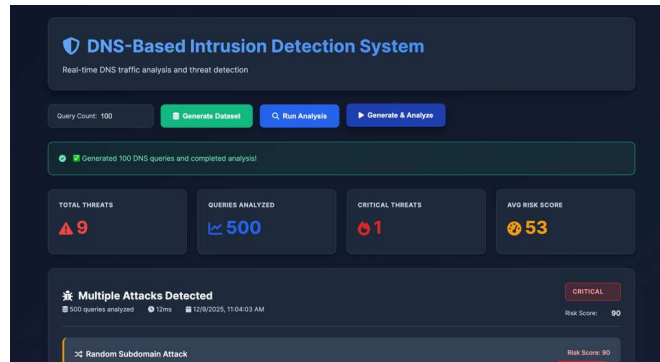 DNS-Based Intrusion Detection System
Real-time DNS traffic analysis and threat detection
Query Count: 100
Generate Dataset
Run Analysis
Generate & Analyze
Generated 100 DNS queries and completed analysis!
TOTAL THREATS
9
QUERIES ANALYZED
500
CRITICAL THREATS
1
AVG RISK SCORE
53
Multiple Attacks Detected
500 queries analyzed 12ms 12/9/2025, 11:04:03 AM
CRITICAL
Risk Score: 90
Random Subdomain Attack
Risk Score: 90